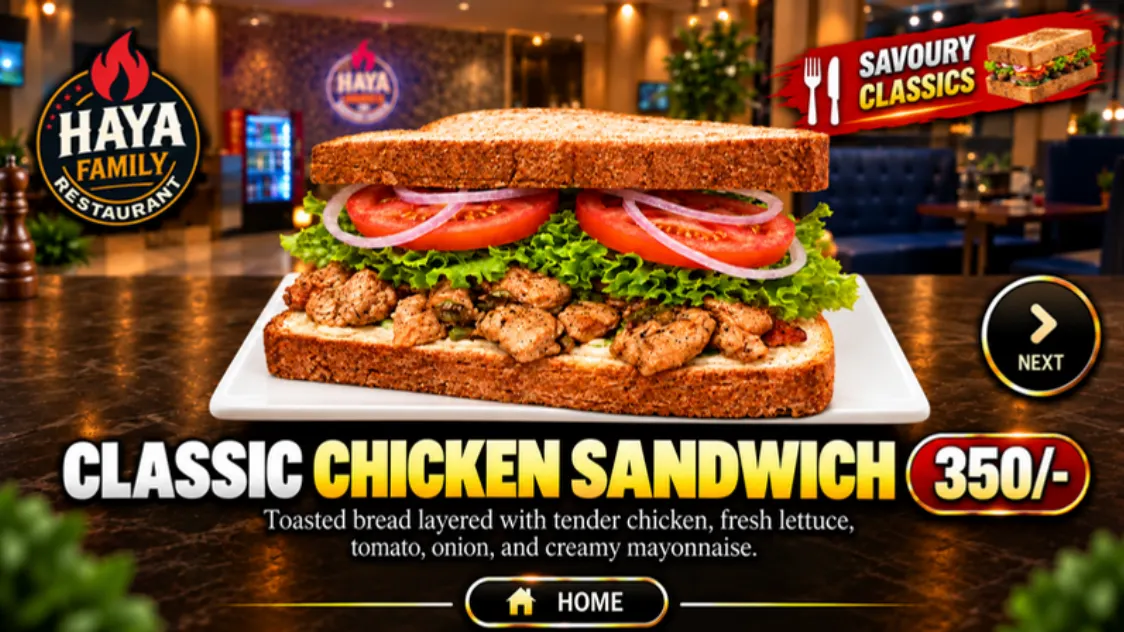 HAYA
FAMILY
RESTAURANT
HAYA
SAVOURY
CLASSICS
NEXT
CLASSIC CHICKEN SANDWICH 350/-
Toasted bread layered with tender chicken, fresh lettuce,
tomato, onion, and creamy mayonnaise.
HOME